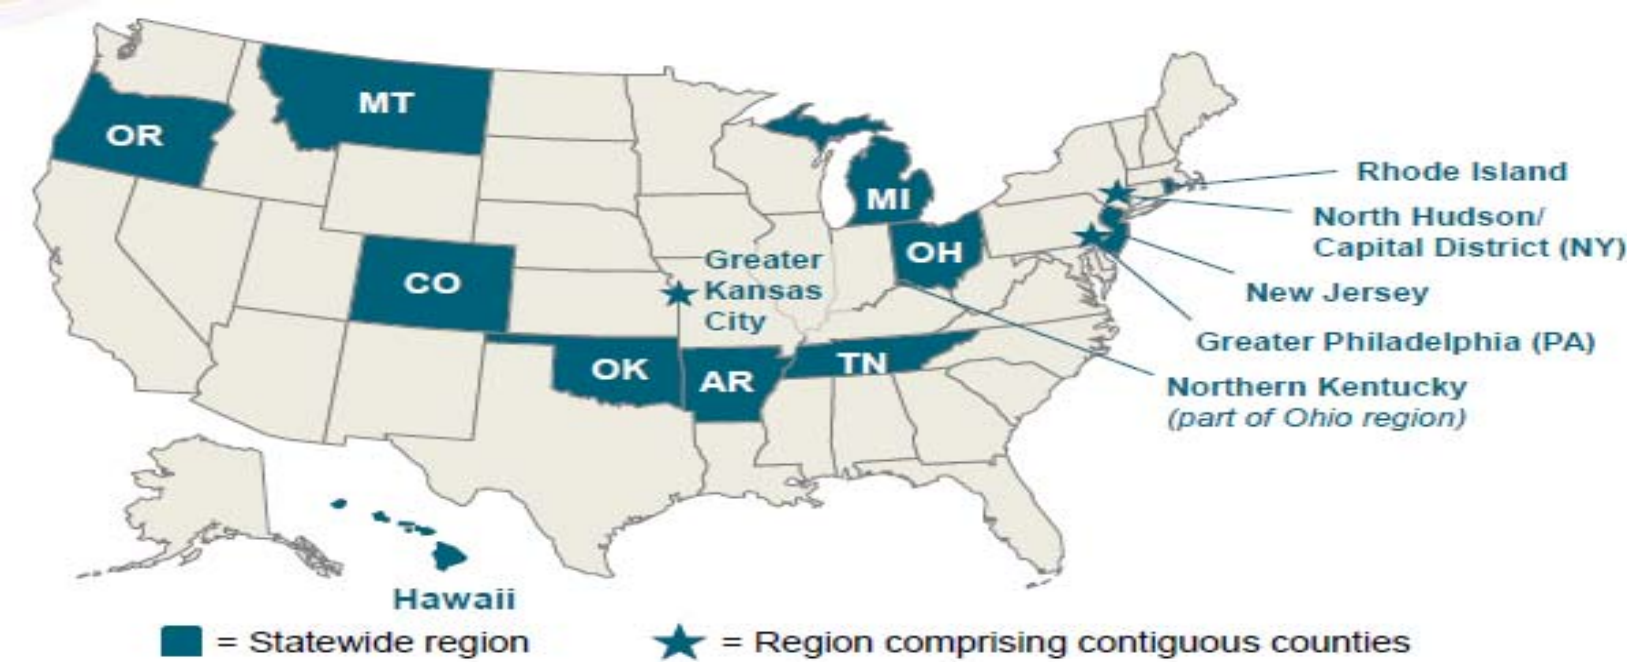 MT
OR
MI
Rhode Island
North Hudson/
Capital District (NY)
OH
Greater
Kansas
City
CO
New Jersey
Greater Philadelphia (PA)
OK
AR
TN
Northern Kentucky
(part of Ohio region)
Hawaii
= Statewide region
= Region comprising contiguous counties